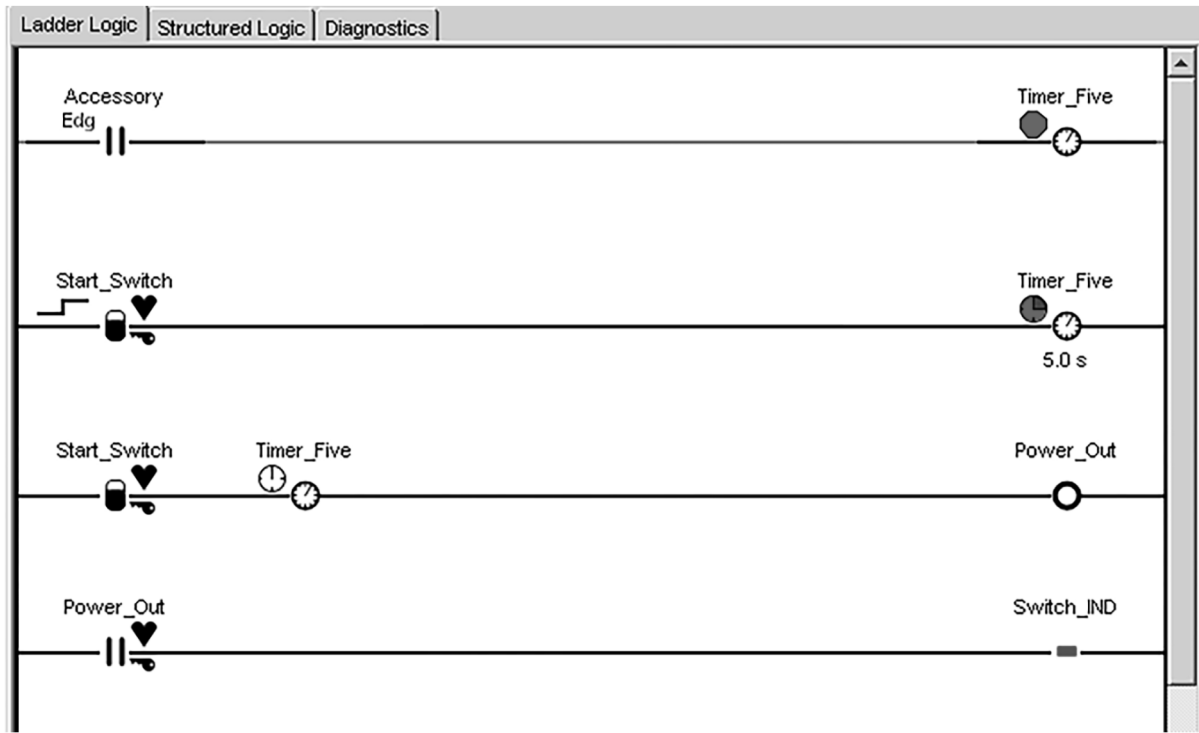 Ladder Logic Structured Logic Diagnostics
Accessory Timer_Five
Edg
Start_Switch Timer_Five
5.0 s
Start_Switch Timer_Five Power_Out
Power_Out Switch_IND